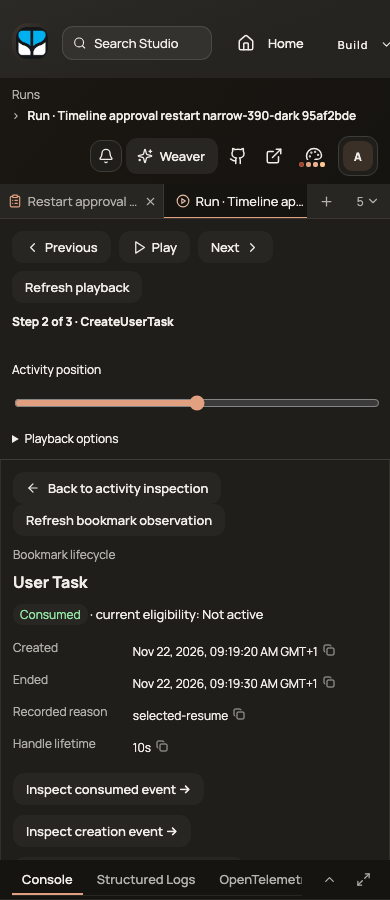 Search Studio
Home
Build
Runs
› Run · Timeline approval restart narrow-390-dark 95af2bde
Weaver
A
Restart approval ...
Run · Timeline ap...
5
Previous
Play
Next
Refresh playback
Step 2 of 3 · CreateUserTask
Activity position
Playback options
Back to activity inspection
Refresh bookmark observation
Bookmark lifecycle
User Task
Consumed · current eligibility: Not active
Created Nov 22, 2026, 09:19:20 AM GMT+1
Ended Nov 22, 2026, 09:19:30 AM GMT+1
Recorded reason selected-resume
Handle lifetime 10s
Inspect consumed event →
Inspect creation event →
Console
Structured Logs
OpenTelemet